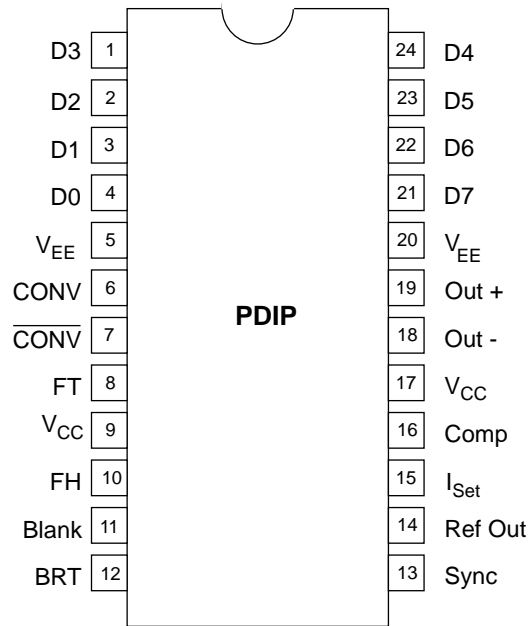 D3 1 24 D4
D2 2 23 D5
D1 3 22 D6
D0 4 21 D7
VEE 5 20 VEE
CONV 6 19 Out +
C̅O̅N̅V̅ 7 PDIP 18 Out -
FT 8 17 VCC
VCC 9 16 Comp
FH 10 15 ISet
Blank 11 14 Ref Out
BRT 12 13 Sync